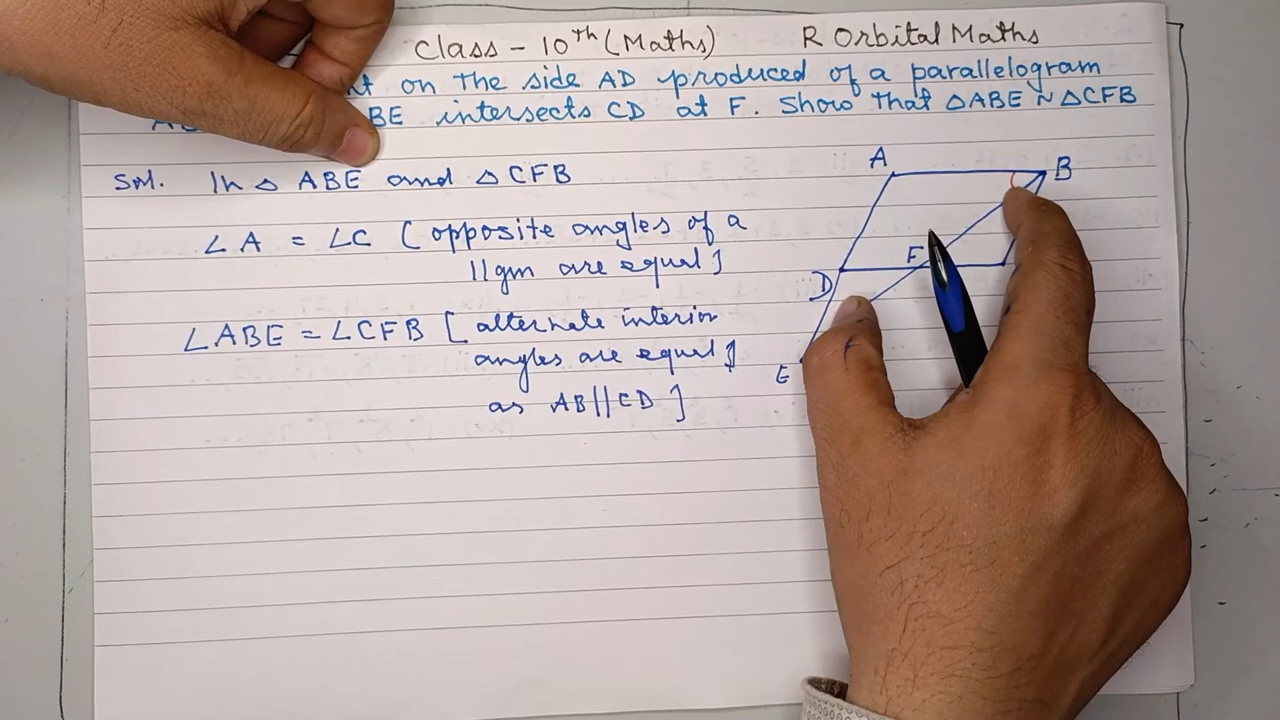 Class - 10th (Maths) R Orbital Maths
on The side AD produced of a parallelogram
BE intersects CD at F. Show that △ABE ~ △CFB
Sol. In △ ABE and △ CFB
∠A = ∠C (opposite angles of a
||gm are equal]
∠ABE = ∠CFB [alternate interior
angles are equal]
as AB||CD]
A
B
F
D
E